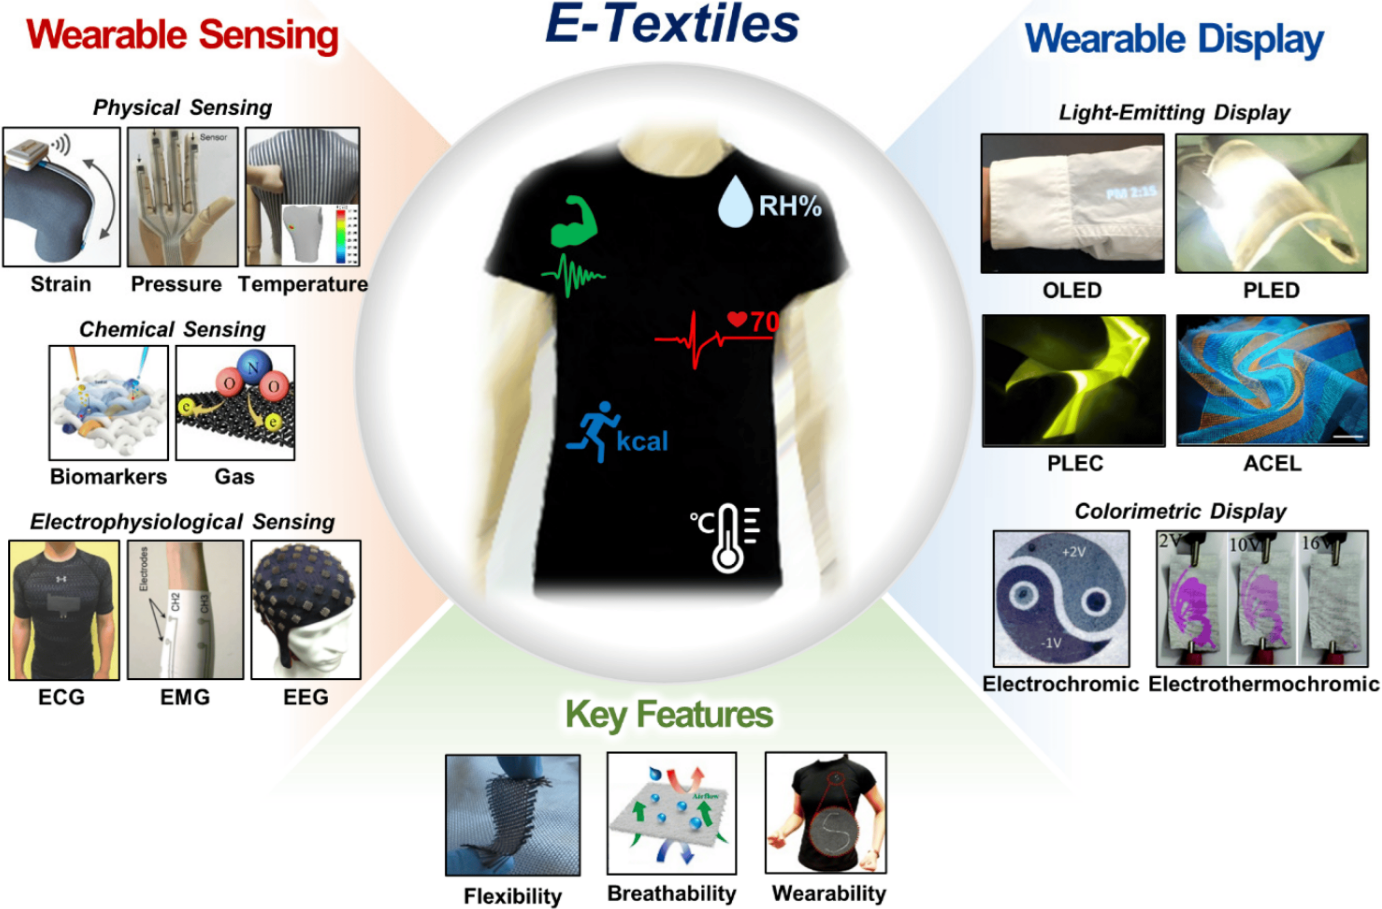 E-Textiles
Wearable Sensing
Physical Sensing
Sensor
Strain
Pressure
Temperature
Chemical Sensing
O
N
O
e
e
Biomarkers
Gas
Electrophysiological Sensing
Electrodes
CH2
CH3
ECG
EMG
EEG
RH%
70
kcal
°C
Wearable Display
Light-Emitting Display
PM 2:15
OLED
PLED
PLEC
ACEL
Colorimetric Display
+2V
-1V
2V
10V
16V
Electrochromic
Electrothermochromic
Key Features
Airflow
S
Flexibility
Breathability
Wearability